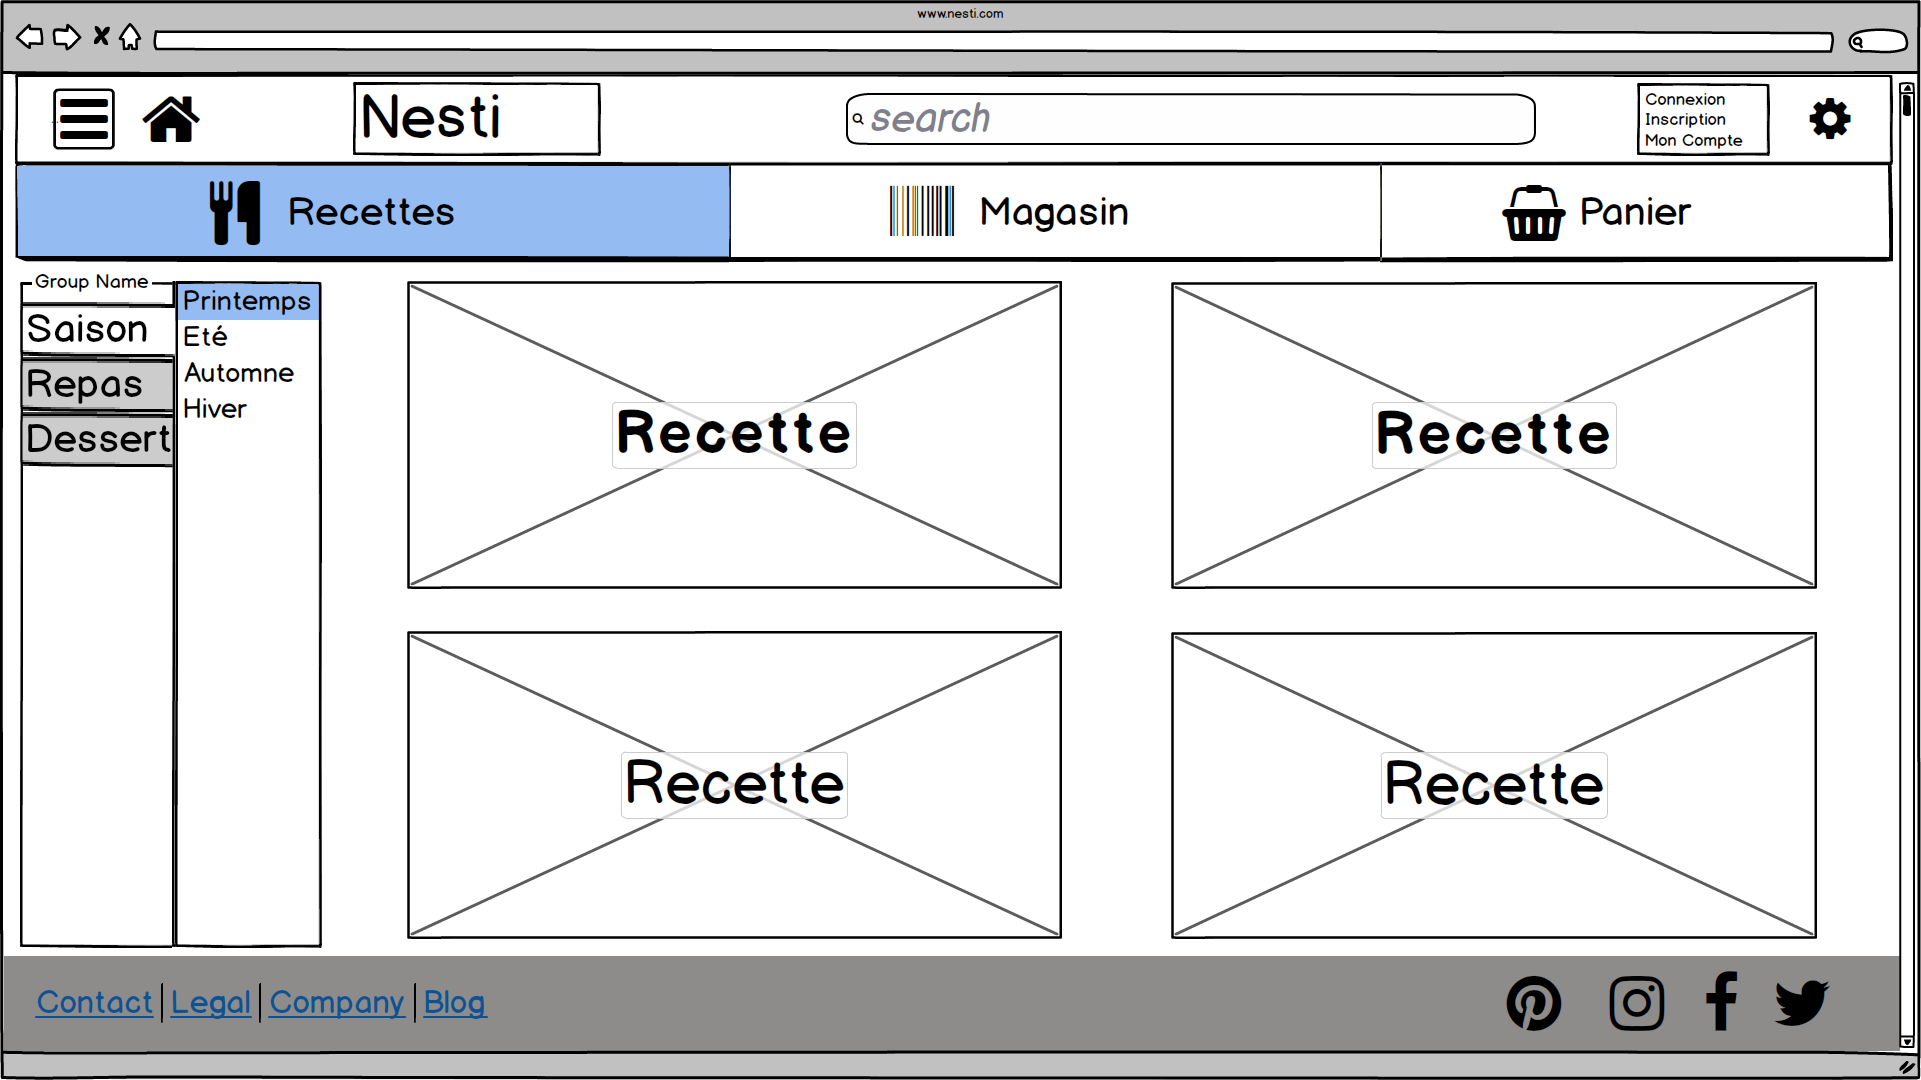 www.nesti.com
Nesti
search
Connexion
Inscription
Mon Compte
Recettes
Magasin
Panier
Group Name
Saison
Repas
Dessert
Printemps
Eté
Automne
Hiver
Recette
Recette
Recette
Recette
Contact | Legal | Company | Blog